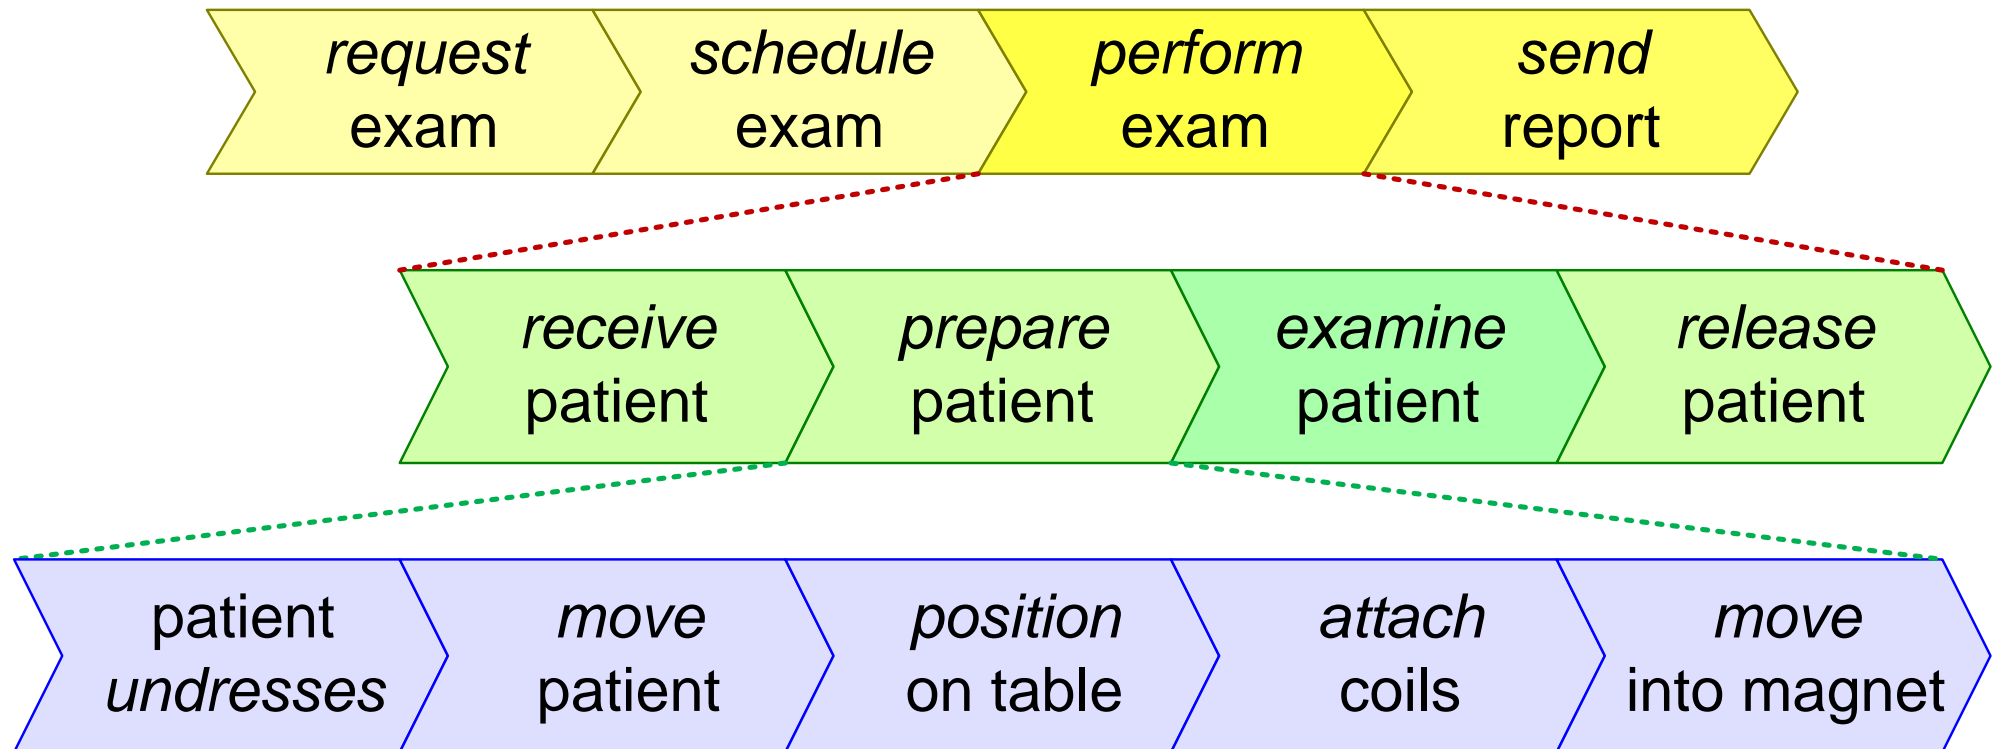 request
exam
schedule
exam
perform
exam
send
report
receive
patient
prepare
patient
examine
patient
release
patient
patient
undresses
move
patient
position
on table
attach
coils
move
into magnet